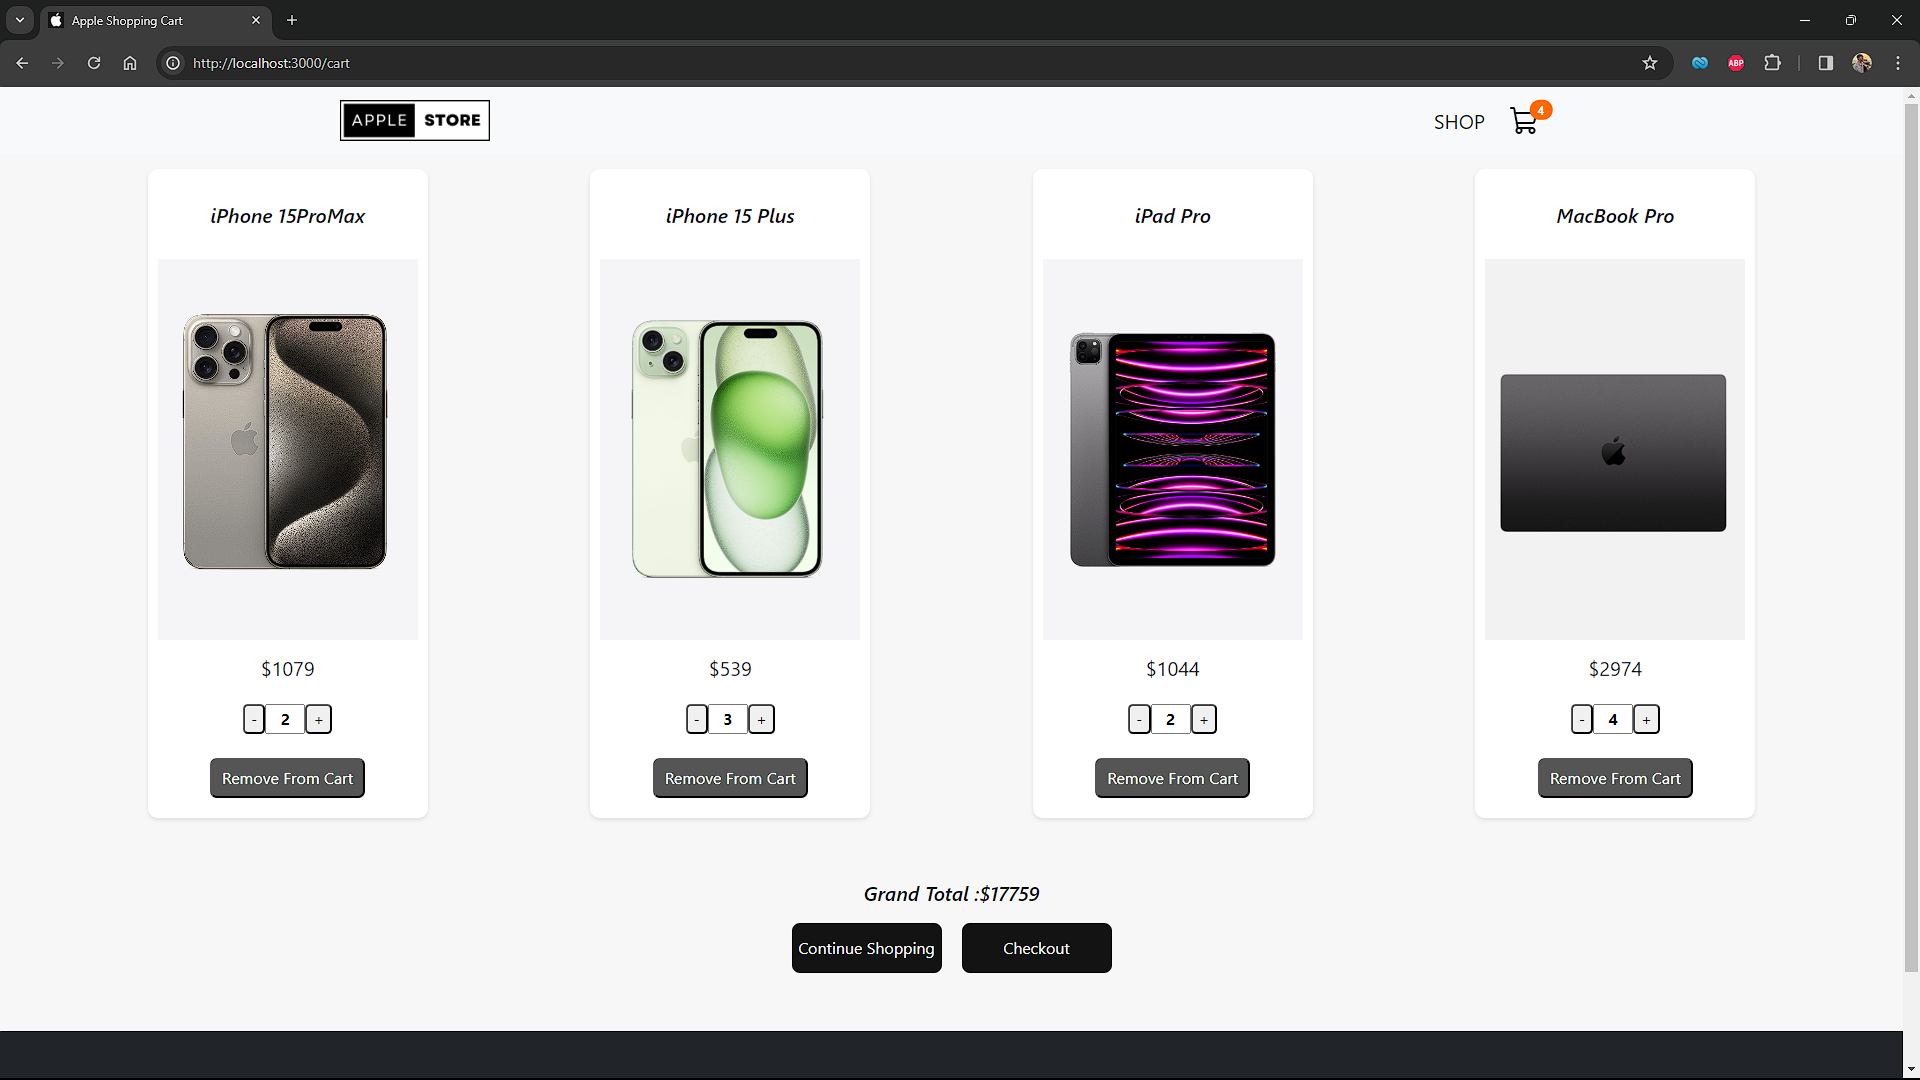 Apple Shopping Cart
http://localhost:3000/cart
ABP
APPLE STORE
SHOP
4
iPhone 15ProMax
iPhone 15 Plus
iPad Pro
MacBook Pro
$1079
$539
$1044
$2974
- 2 +
- 3 +
- 2 +
- 4 +
Remove From Cart
Remove From Cart
Remove From Cart
Remove From Cart
Grand Total :$17759
Continue Shopping
Checkout